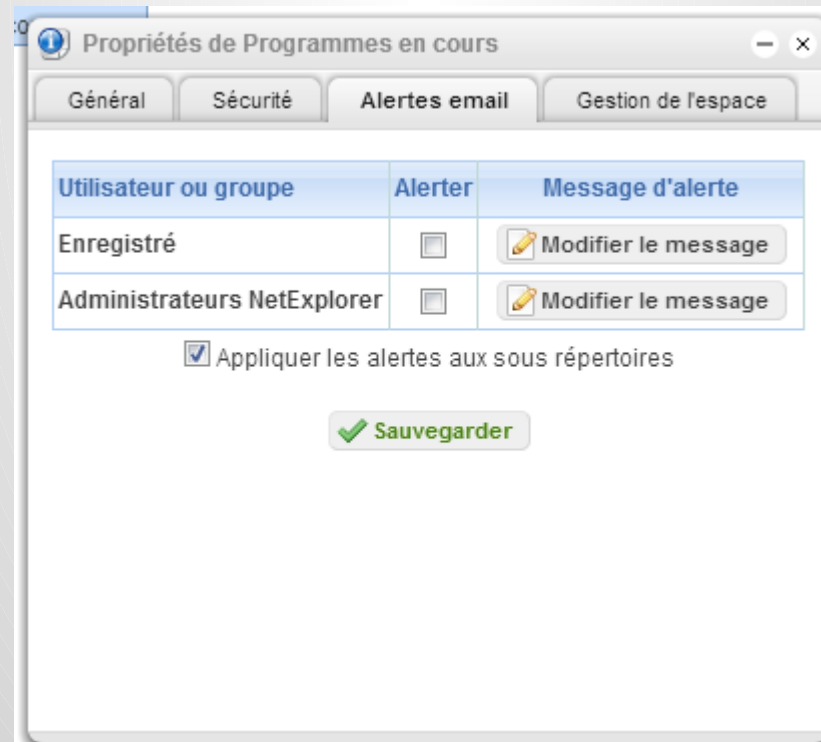 co
Propriétés de Programmes en cours
Général Sécurité Alertes email Gestion de l'espace
Utilisateur ou groupe Alerter Message d'alerte
Enregistré Modifier le message
Administrateurs NetExplorer Modifier le message
Appliquer les alertes aux sous répertoires
Sauvegarder